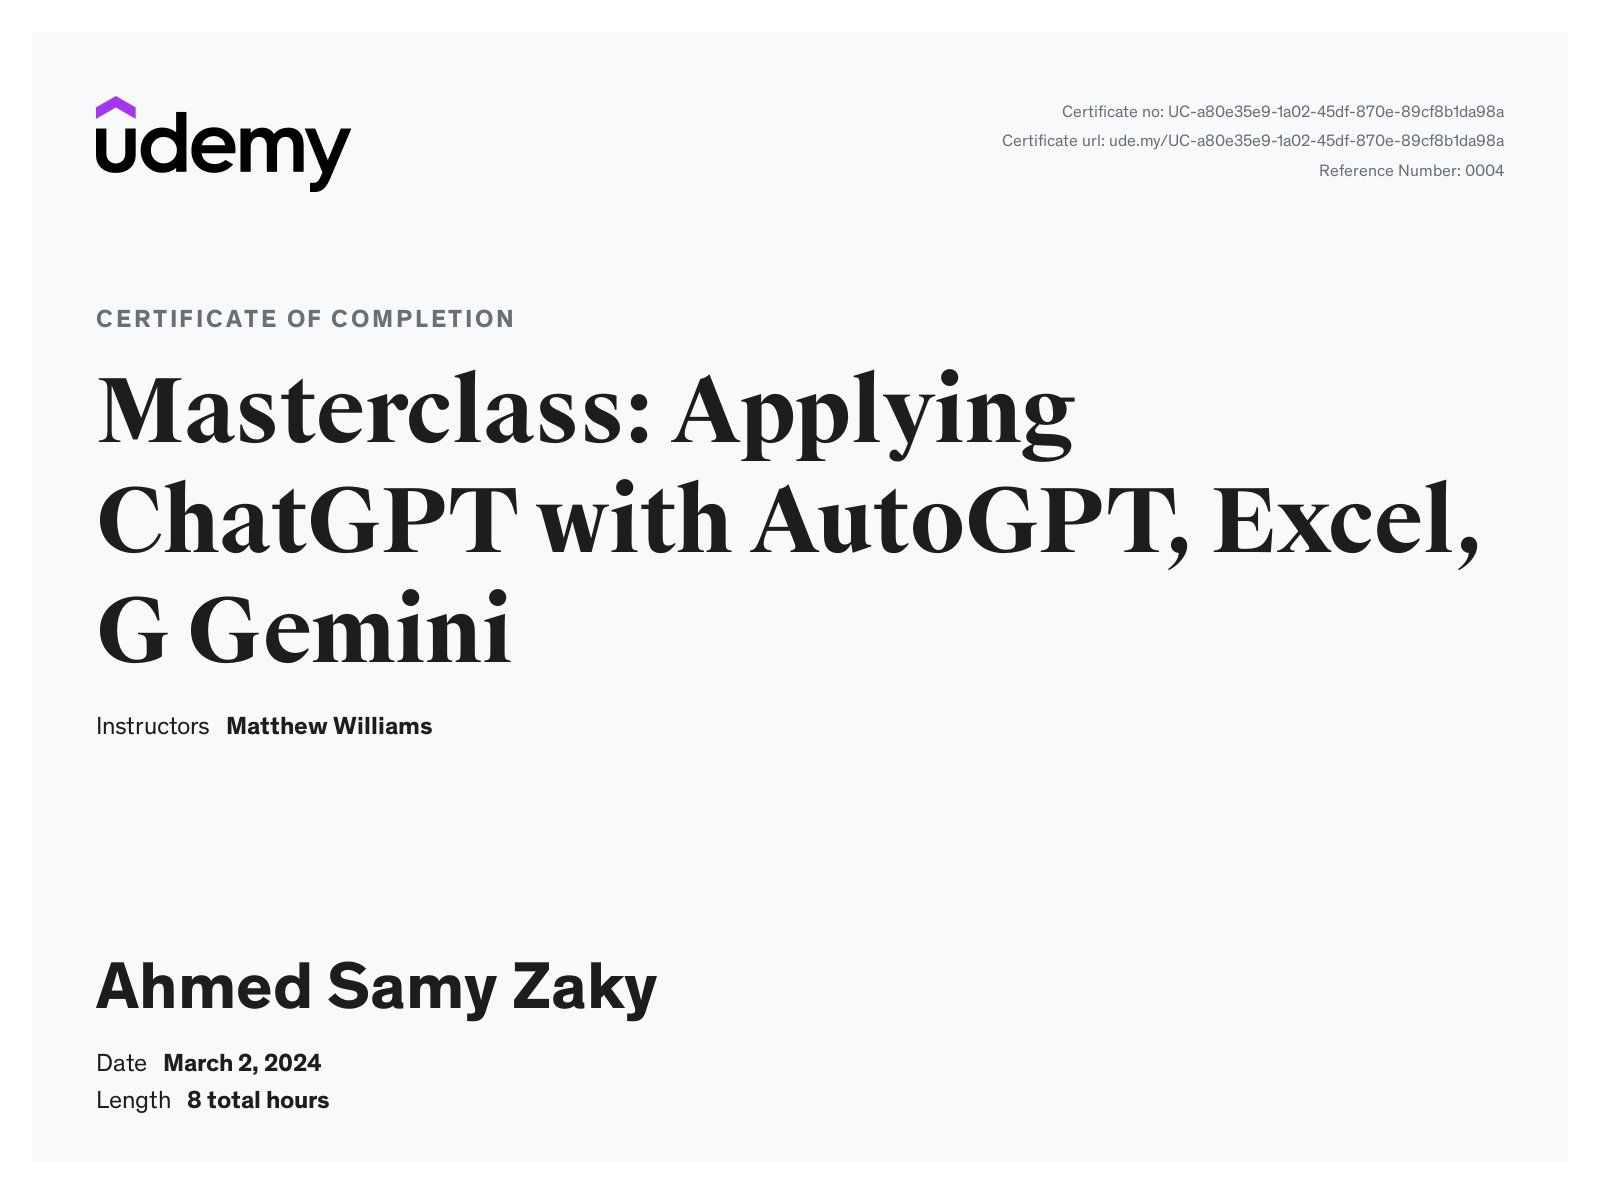 udemy
Certificate no: UC-a80e35e9-1a02-45df-870e-89cf8b1da98a
Certificate url: ude.my/UC-a80e35e9-1a02-45df-870e-89cf8b1da98a
Reference Number: 0004
CERTIFICATE OF COMPLETION
Masterclass: Applying
ChatGPT with AutoGPT, Excel,
G Gemini
Instructors Matthew Williams
Ahmed Samy Zaky
Date March 2, 2024
Length 8 total hours